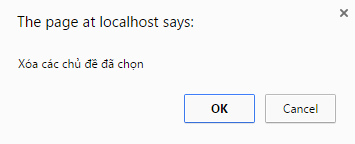 The page at localhost says:
Xóa các chủ đề đã chọn
OK
Cancel